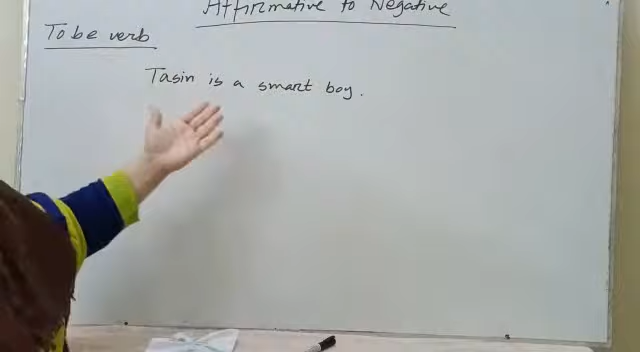 Affirmative to Negative
To be verb
Tasin is a smart boy.